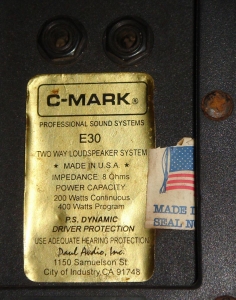 C-MARK®
PROFESSIONAL SOUND SYSTEMS
E30
TWO WAY LOUDSPEAKER SYSTEM
★ MADE IN U.S.A. ★
IMPEDANCE: 8 Ohms
POWER CAPACITY
200 Watts Continuous
400 Watts Program
P.S. DYNAMIC
DRIVER PROTECTION
USE ADEQUATE HEARING PROTECTION
Paul Audio, Inc.
1150 Samuelson St.
City of Industry, CA 91748
MADE I
SEAL NO